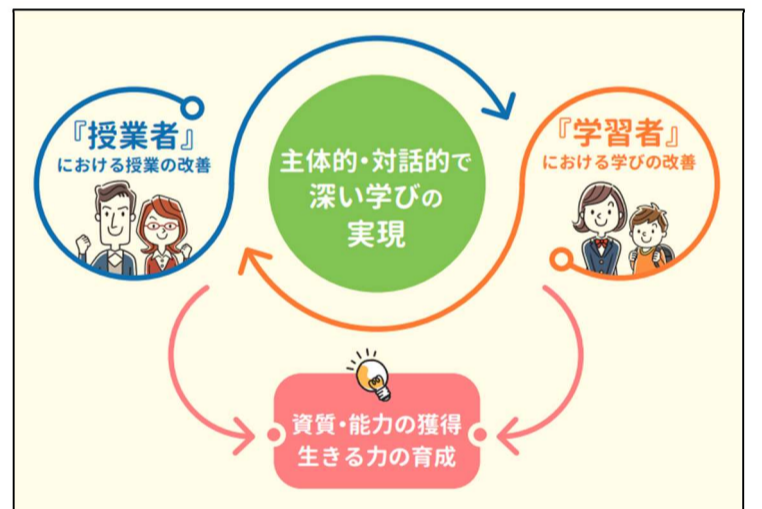 『授業者』
における授業の改善
主体的・対話的で
深い学びの
実現
『学習者』
における学びの改善
資質・能力の獲得
生きる力の育成